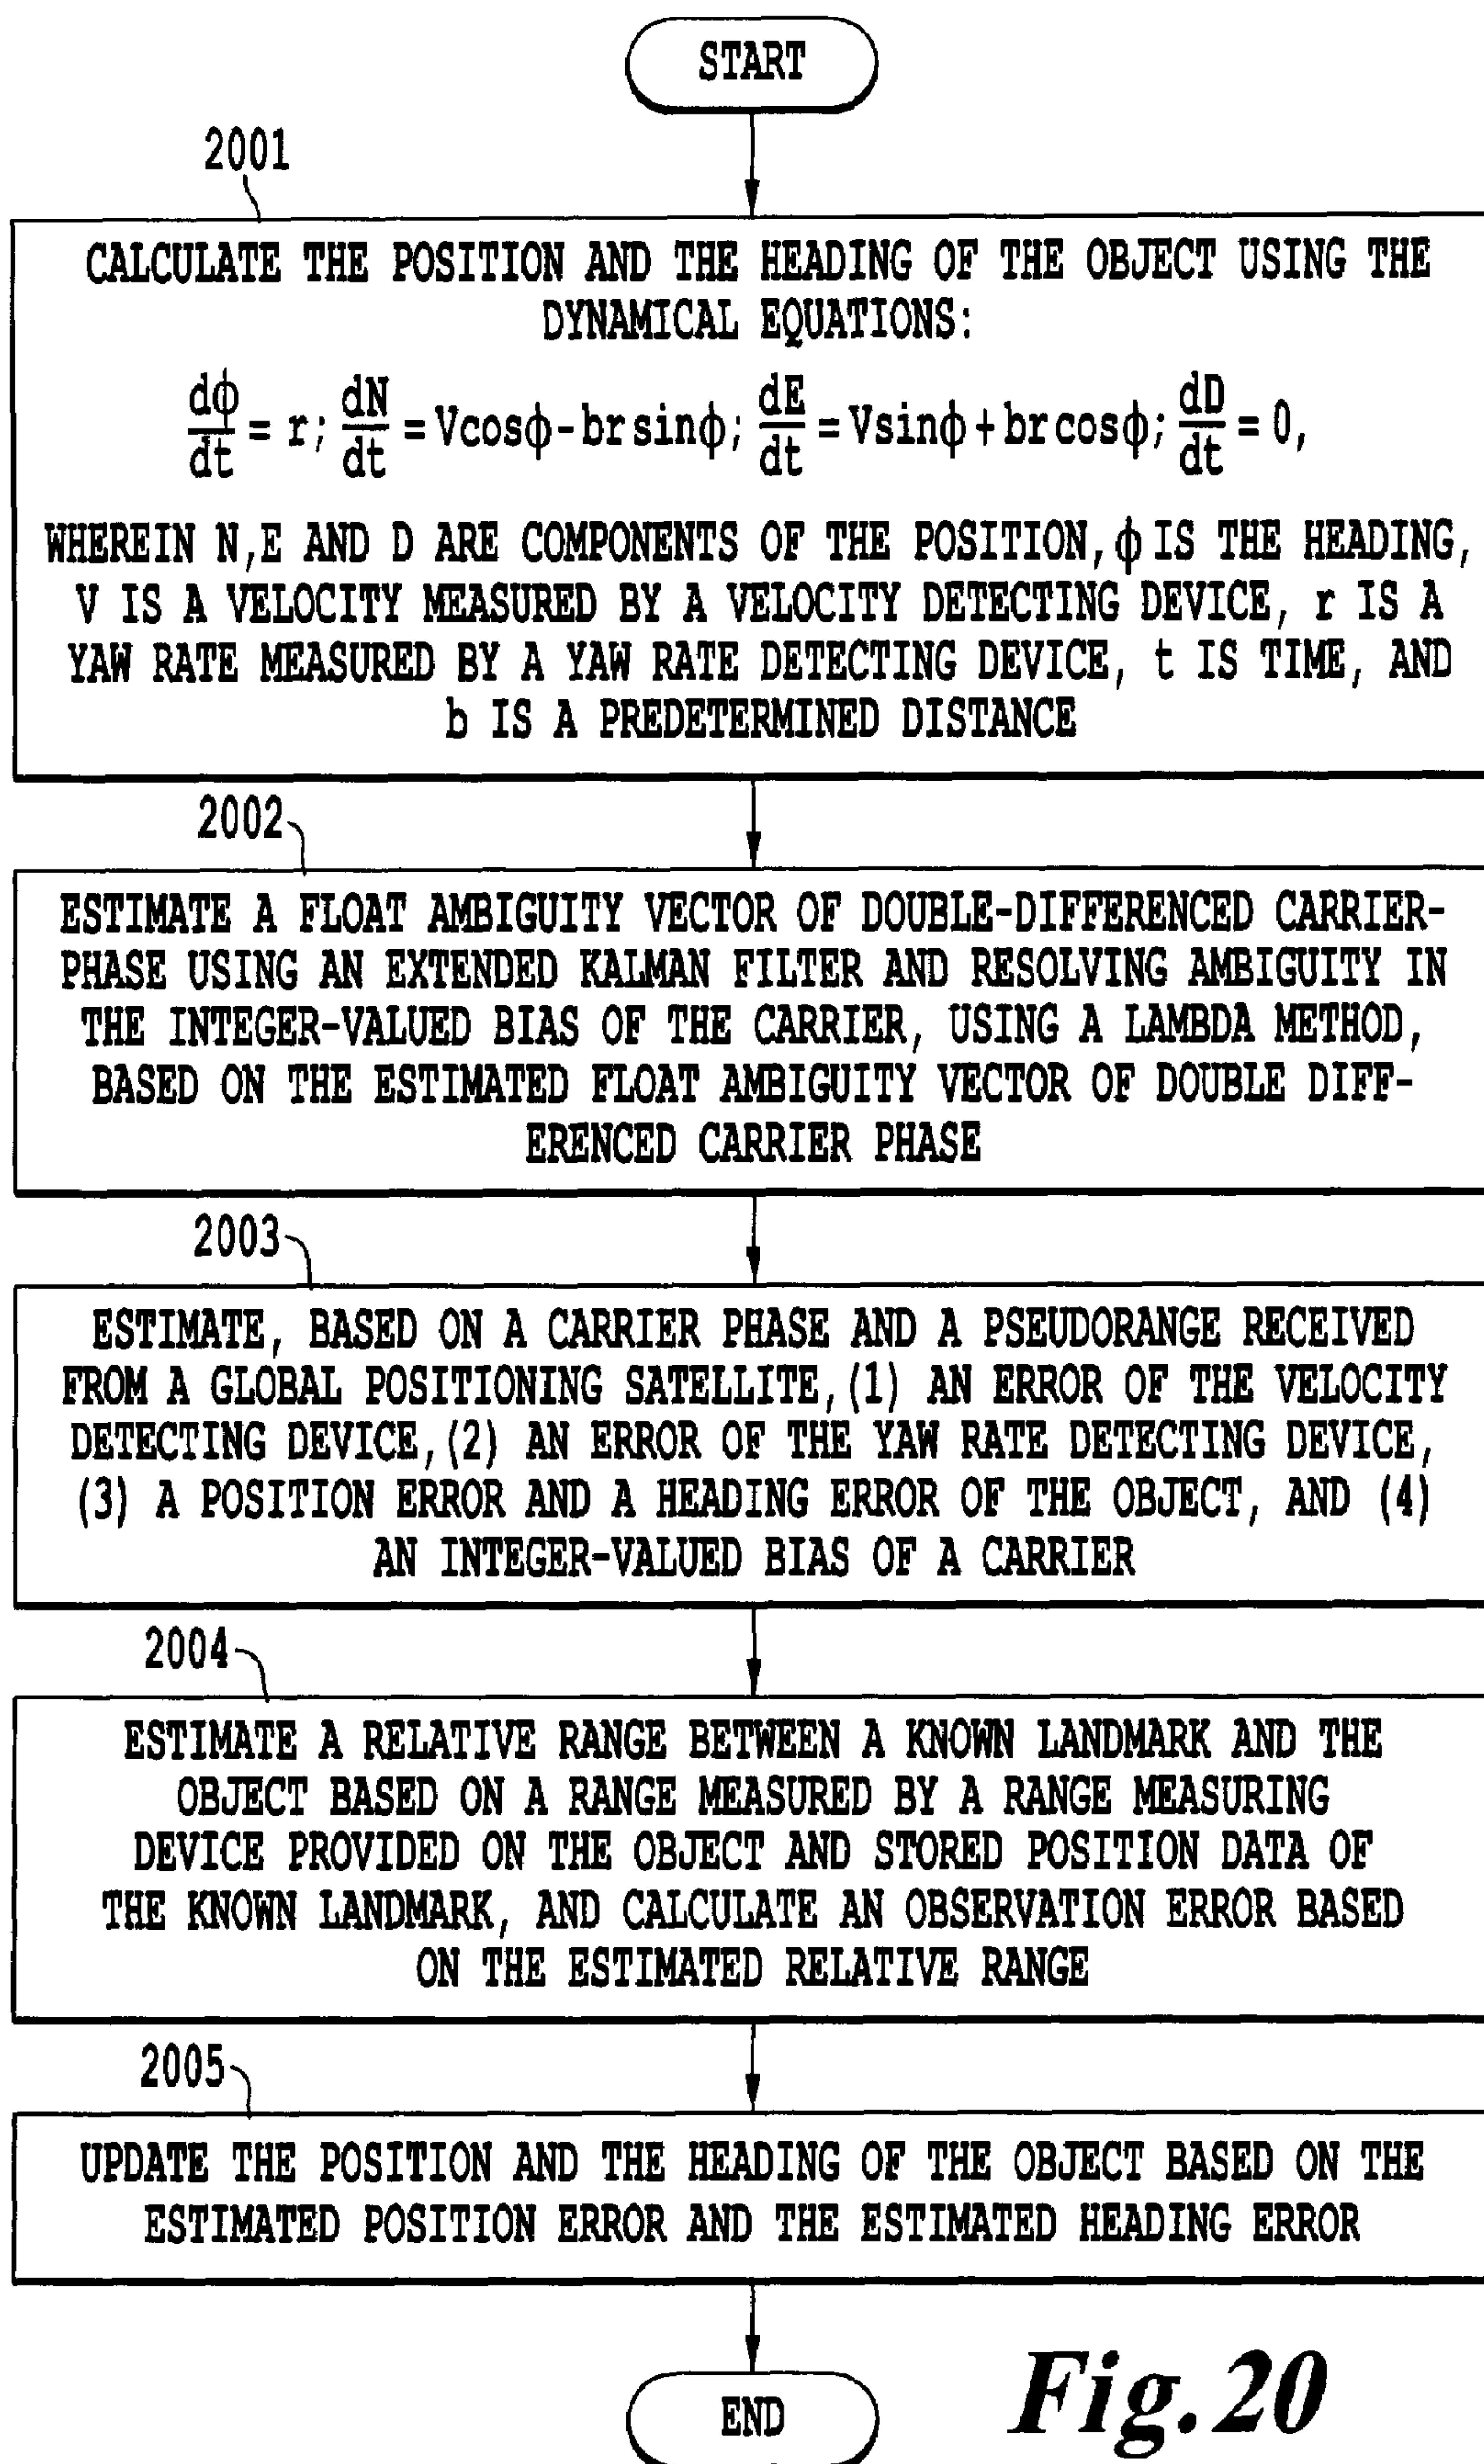 START
2001
CALCULATE THE POSITION AND THE HEADING OF THE OBJECT USING THE
DYNAMICAL EQUATIONS:
dϕ/dt = r; dN/dt = Vcosϕ-brsinϕ; dE/dt = Vsinϕ+brcosϕ; dD/dt = 0,
WHEREIN N,E AND D ARE COMPONENTS OF THE POSITION, ϕ IS THE HEADING,
V IS A VELOCITY MEASURED BY A VELOCITY DETECTING DEVICE, r IS A
YAW RATE MEASURED BY A YAW RATE DETECTING DEVICE, t IS TIME, AND
b IS A PREDETERMINED DISTANCE
2002
ESTIMATE A FLOAT AMBIGUITY VECTOR OF DOUBLE-DIFFERENCED CARRIER-
PHASE USING AN EXTENDED KALMAN FILTER AND RESOLVING AMBIGUITY IN
THE INTEGER-VALUED BIAS OF THE CARRIER, USING A LAMBDA METHOD,
BASED ON THE ESTIMATED FLOAT AMBIGUITY VECTOR OF DOUBLE DIFF-
ERENCED CARRIER PHASE
2003
ESTIMATE, BASED ON A CARRIER PHASE AND A PSEUDORANGE RECEIVED
FROM A GLOBAL POSITIONING SATELLITE, (1) AN ERROR OF THE VELOCITY
DETECTING DEVICE, (2) AN ERROR OF THE YAW RATE DETECTING DEVICE,
(3) A POSITION ERROR AND A HEADING ERROR OF THE OBJECT, AND (4)
AN INTEGER-VALUED BIAS OF A CARRIER
2004
ESTIMATE A RELATIVE RANGE BETWEEN A KNOWN LANDMARK AND THE
OBJECT BASED ON A RANGE MEASURED BY A RANGE MEASURING
DEVICE PROVIDED ON THE OBJECT AND STORED POSITION DATA OF
THE KNOWN LANDMARK, AND CALCULATE AN OBSERVATION ERROR BASED
ON THE ESTIMATED RELATIVE RANGE
2005
UPDATE THE POSITION AND THE HEADING OF THE OBJECT BASED ON THE
ESTIMATED POSITION ERROR AND THE ESTIMATED HEADING ERROR
END
Fig. 20